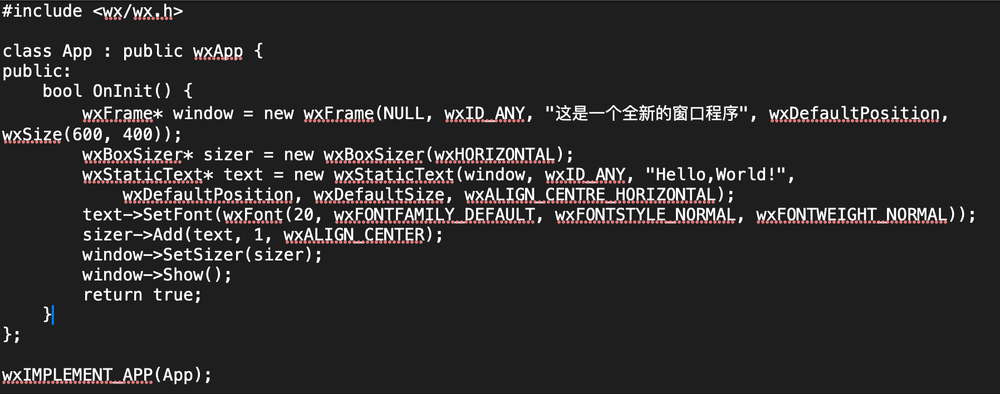 #include <wx/wx.h>

class App : public wxApp {
public:
    bool OnInit() {
        wxFrame* window = new wxFrame(NULL, wxID_ANY, "这是一个全新的窗口程序", wxDefaultPosition,
wxSize(600, 400));
        wxBoxSizer* sizer = new wxBoxSizer(wxHORIZONTAL);
        wxStaticText* text = new wxStaticText(window, wxID_ANY, "Hello,World!",
            wxDefaultPosition, wxDefaultSize, wxALIGN_CENTRE_HORIZONTAL);
        text->SetFont(wxFont(20, wxFONTFAMILY_DEFAULT, wxFONTSTYLE_NORMAL, wxFONTWEIGHT_NORMAL));
        sizer->Add(text, 1, wxALIGN_CENTER);
        window->SetSizer(sizer);
        window->Show();
        return true;
    }
};

wxIMPLEMENT_APP(App);